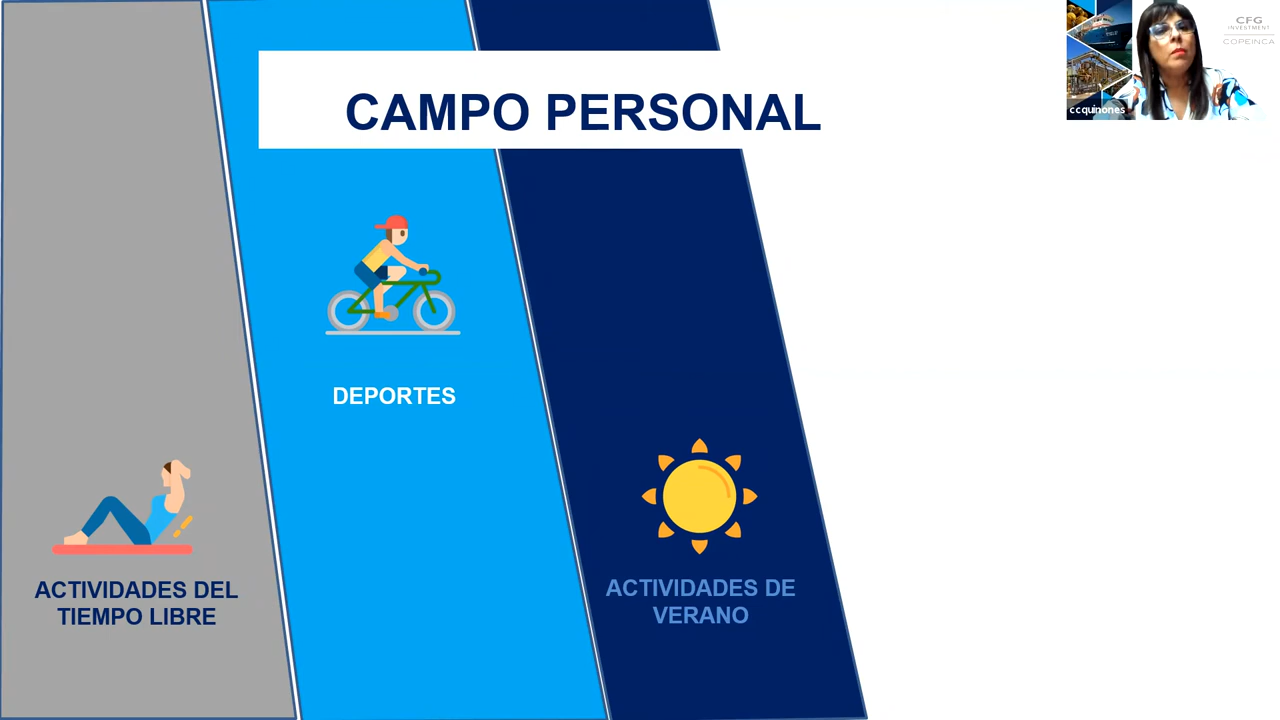 CAMPO PERSONAL
CFG
INVESTMENT
COPEINCA
ccquinones
DEPORTES
ACTIVIDADES DEL
TIEMPO LIBRE
ACTIVIDADES DE
VERANO